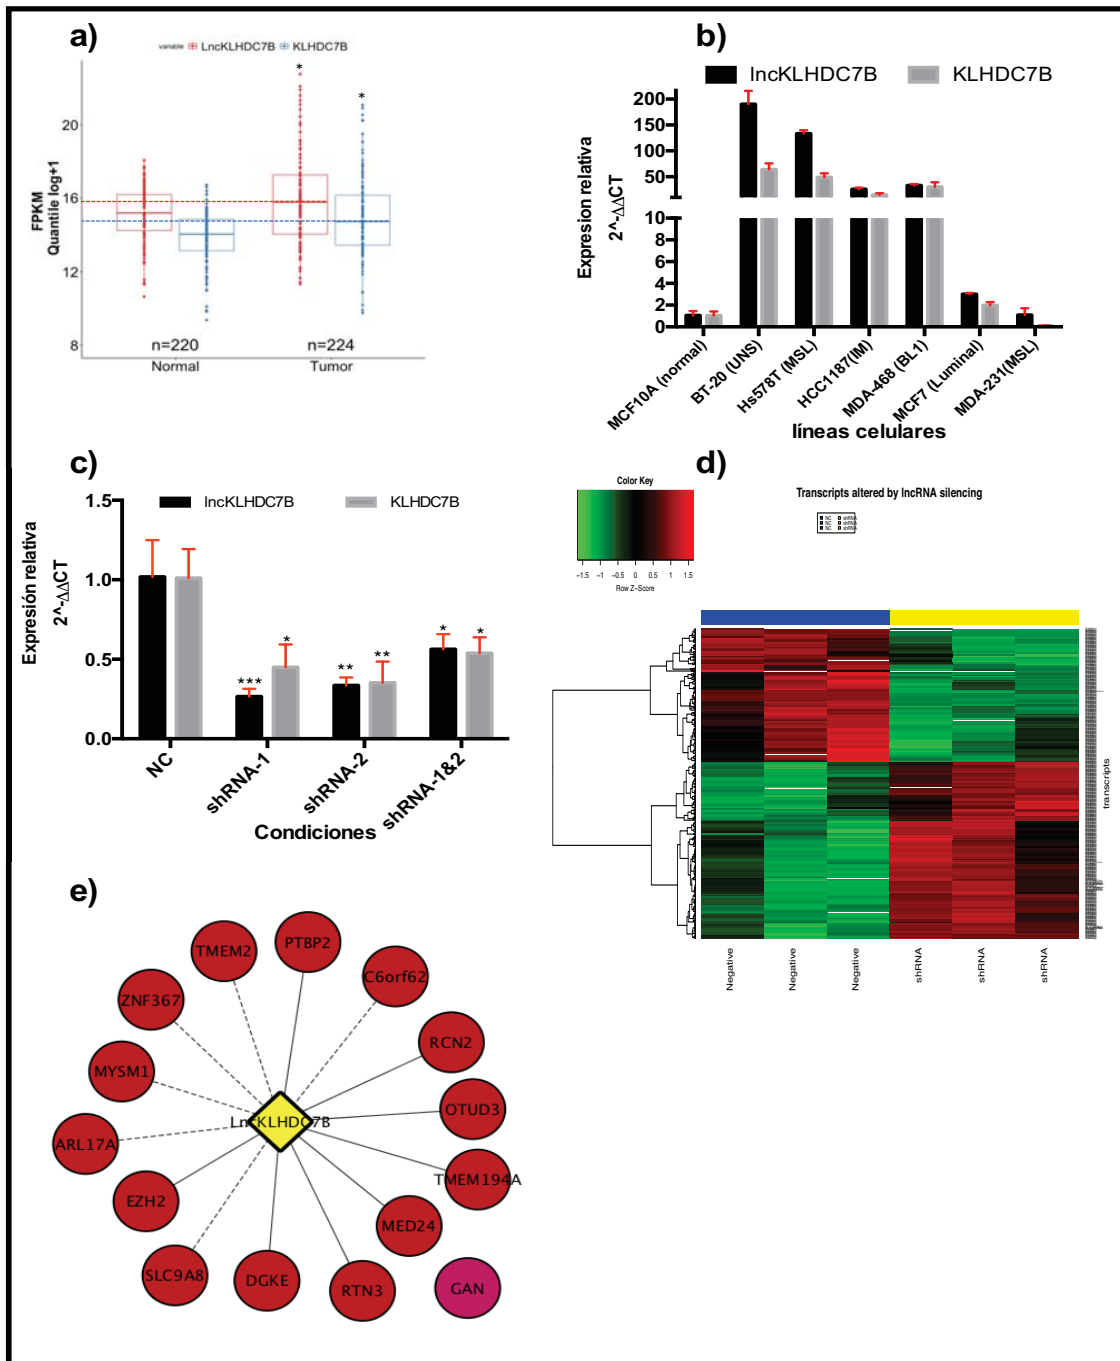 a)
variable LncKLHDC7B KLHDC7B
FPKM
Quantile log+1
20
16
12
8
* *
n=220 n=224
Normal Tumor
b)
lncKLHDC7B KLHDC7B
Expresion relativa
2^-ΔΔCT
200
150
100
50
10
8
6
4
2
0
MCF10A (normal)
BT-20 (UNS)
Hs578T (MSL)
HCC1187(IM)
MDA-468 (BL1)
MCF7 (Luminal)
MDA-231(MSL)
líneas celulares
c)
lncKLHDC7B KLHDC7B
Expresión relativa
2^-ΔΔCT
1.5
1.0
0.5
0.0
*** * ** ** * *
NC
shRNA-1
shRNA-2
shRNA-1&2
Condiciones
d)
Color Key
−1.5 −1 −0.5 0 0.5 1 1.5
Row Z−Score
Transcripts altered by lncRNA silencing
NC shRNA
NC shRNA
NC shRNA
transcripts
Negative Negative Negative shRNA shRNA shRNA
e)
PTBP2
TMEM2
C6orf62
ZNF367
RCN2
MYSM1
OTUD3
LncKLHDC7B
ARL17A
TMEM194A
EZH2
MED24
SLC9A8
DGKE
RTN3
GAN